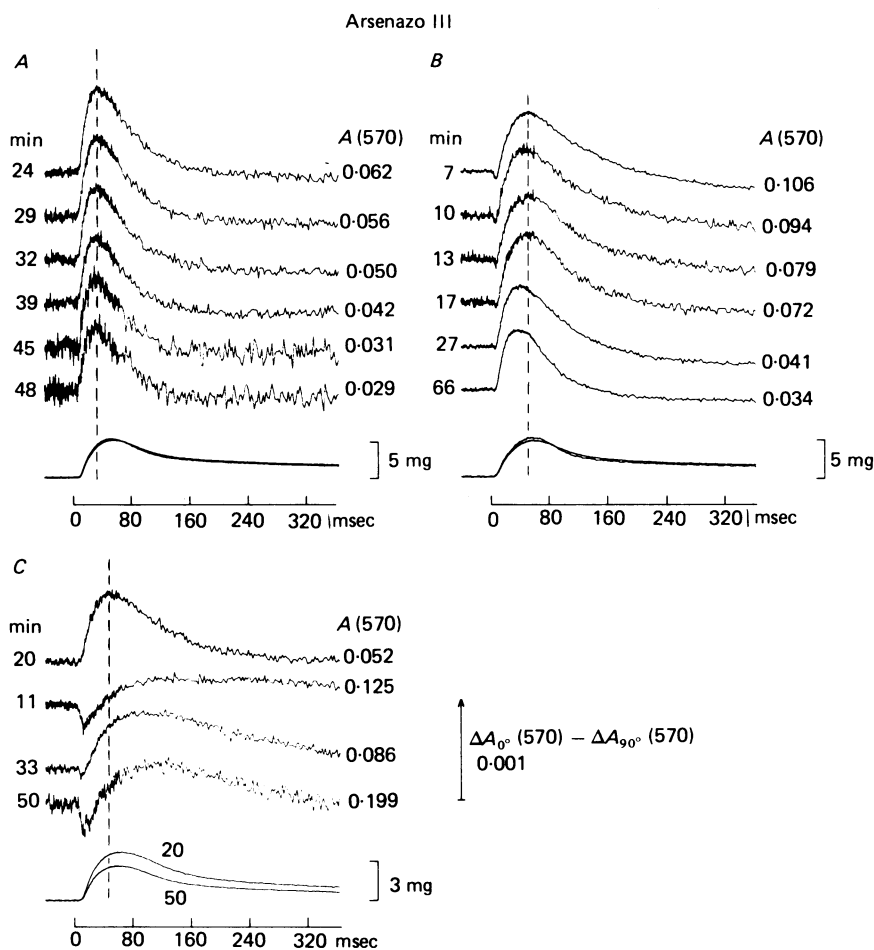 Arsenazo III
A
min
A (570)
24
0·062
29
0·056
32
0·050
39
0·042
45
0·031
48
0·029
5 mg
0 80 160 240 320 msec
B
min
A (570)
7
0·106
10
0·094
13
0·079
17
0·072
27
0·041
66
0·034
5 mg
0 80 160 240 320 msec
C
min
A (570)
20
0·052
11
0·125
33
0·086
50
0·199
20
50
3 mg
0 80 160 240 320 msec
ΔA0° (570) − ΔA90° (570)
0·001